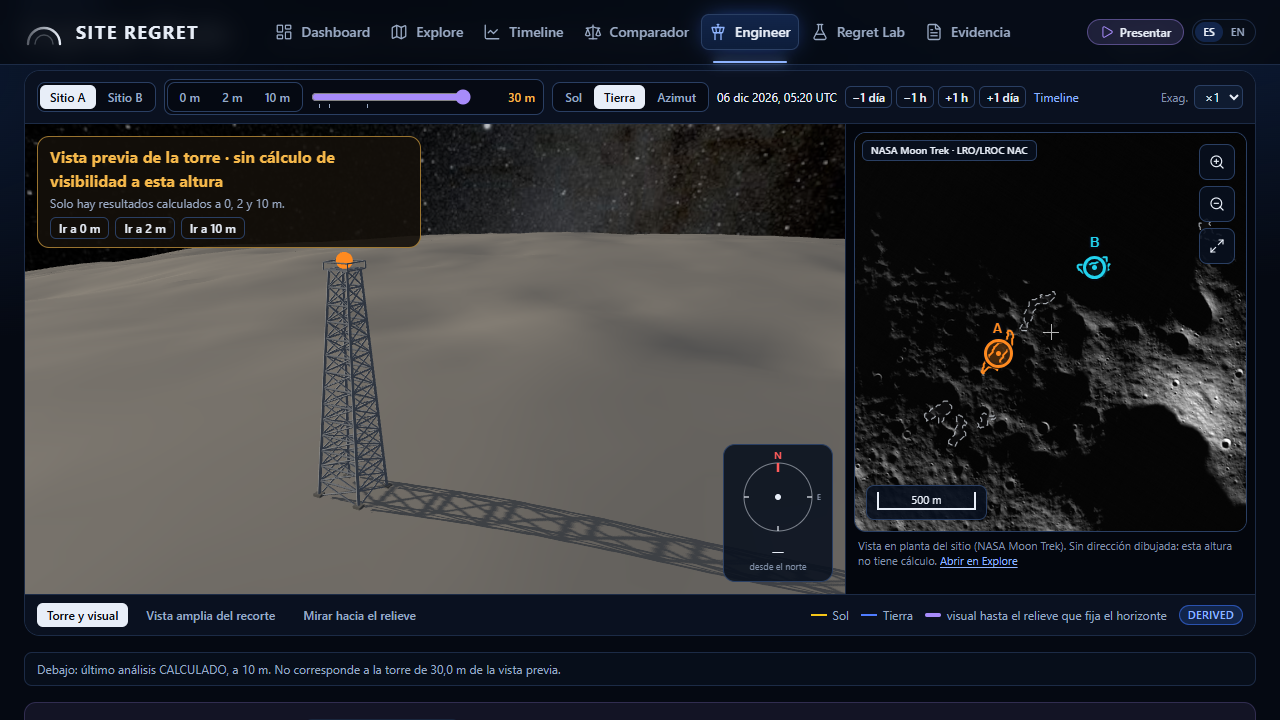 SITE REGRET
Dashboard
Explore
Timeline
Comparador
Engineer
Regret Lab
Evidencia
Presentar
ES
EN
Sitio A
Sitio B
0 m
2 m
10 m
30 m
Sol
Tierra
Azimut
06 dic 2026, 05:20 UTC
−1 día
−1 h
+1 h
+1 día
Timeline
Exag.
×1
Vista previa de la torre · sin cálculo de
visibilidad a esta altura
Solo hay resultados calculados a 0, 2 y 10 m.
Ir a 0 m
Ir a 2 m
Ir a 10 m
N
E
—
desde el norte
NASA Moon Trek · LRO/LROC NAC
B
A
500 m
Vista en planta del sitio (NASA Moon Trek). Sin dirección dibujada: esta altura
no tiene cálculo. Abrir en Explore
Torre y visual
Vista amplia del recorte
Mirar hacia el relieve
Sol
Tierra
visual hasta el relieve que fija el horizonte
DERIVED
Debajo: último análisis CALCULADO, a 10 m. No corresponde a la torre de 30,0 m de la vista previa.